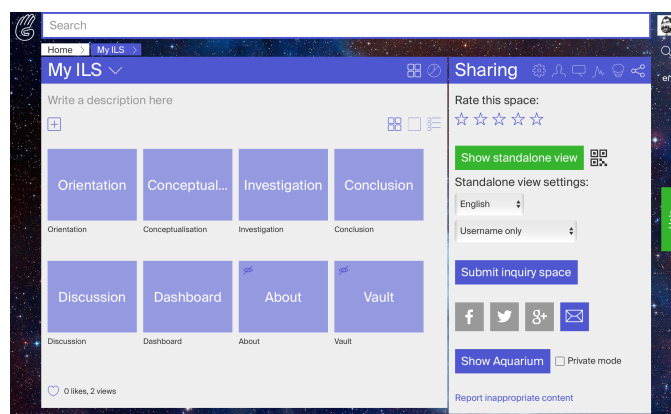 Search
Home
My ILS
My ILS
Sharing
Write a description here
Rate this space:
Orientation
Conceptual...
Investigation
Conclusion
Orientation
Conceptualisation
Investigation
Conclusion
Show standalone view
Standalone view settings:
English
Username only
Discussion
Dashboard
About
Vault
Discussion
Dashboard
About
Vault
Submit inquiry space
f
g+
Show Aquarium
Private mode
0 likes, 2 views
Report inappropriate content